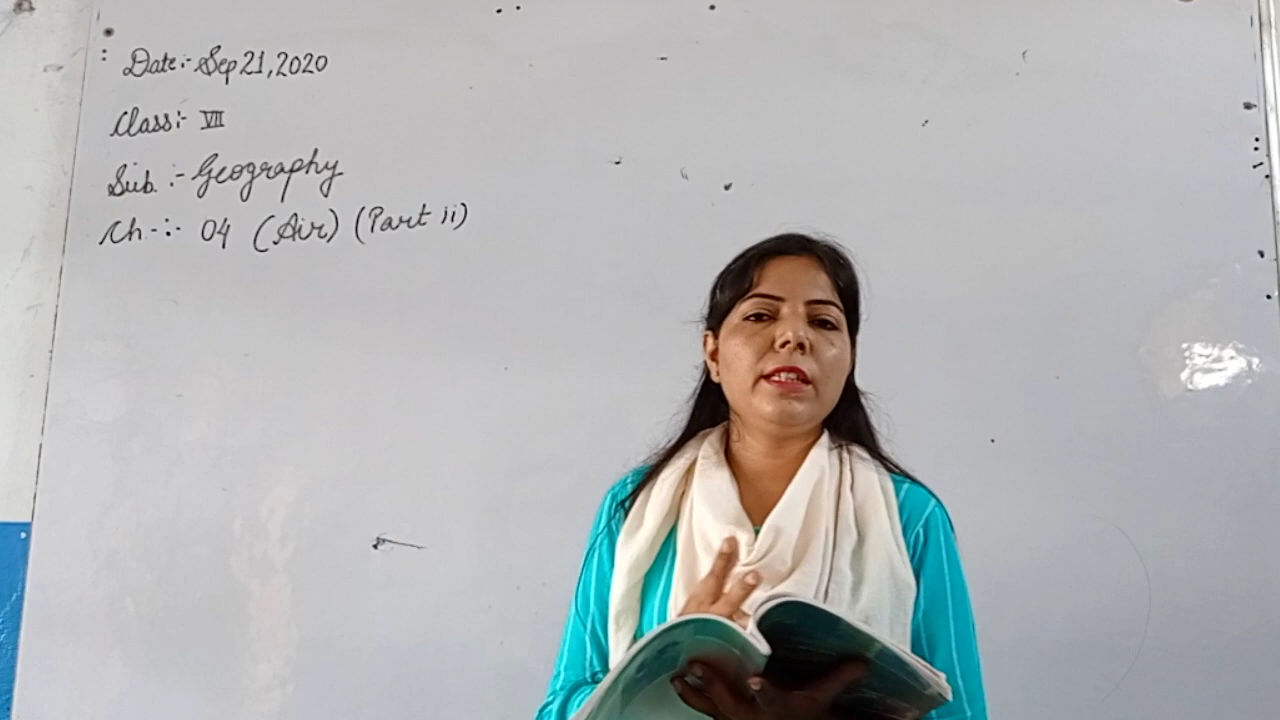 Date:- Sep 21, 2020
Class:- VII
Sub. :- Geography
Ch-:- 04 (Air) (Part ii)